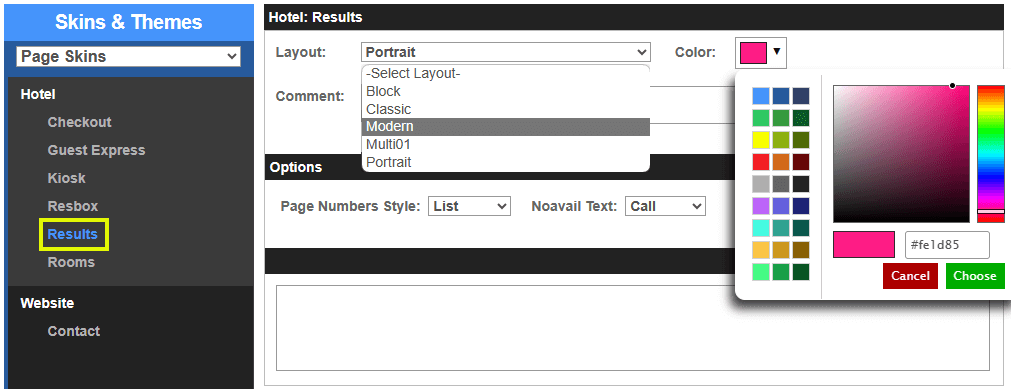 Skins & Themes
Page Skins
Hotel
Checkout
Guest Express
Kiosk
Resbox
Results
Rooms
Website
Contact
Hotel: Results
Layout: Portrait Color:
-Select Layout-
Block
Classic
Modern
Multi01
Portrait
Comment:
Options
Page Numbers Style: List Noavail Text: Call
#fe1d85
Cancel Choose